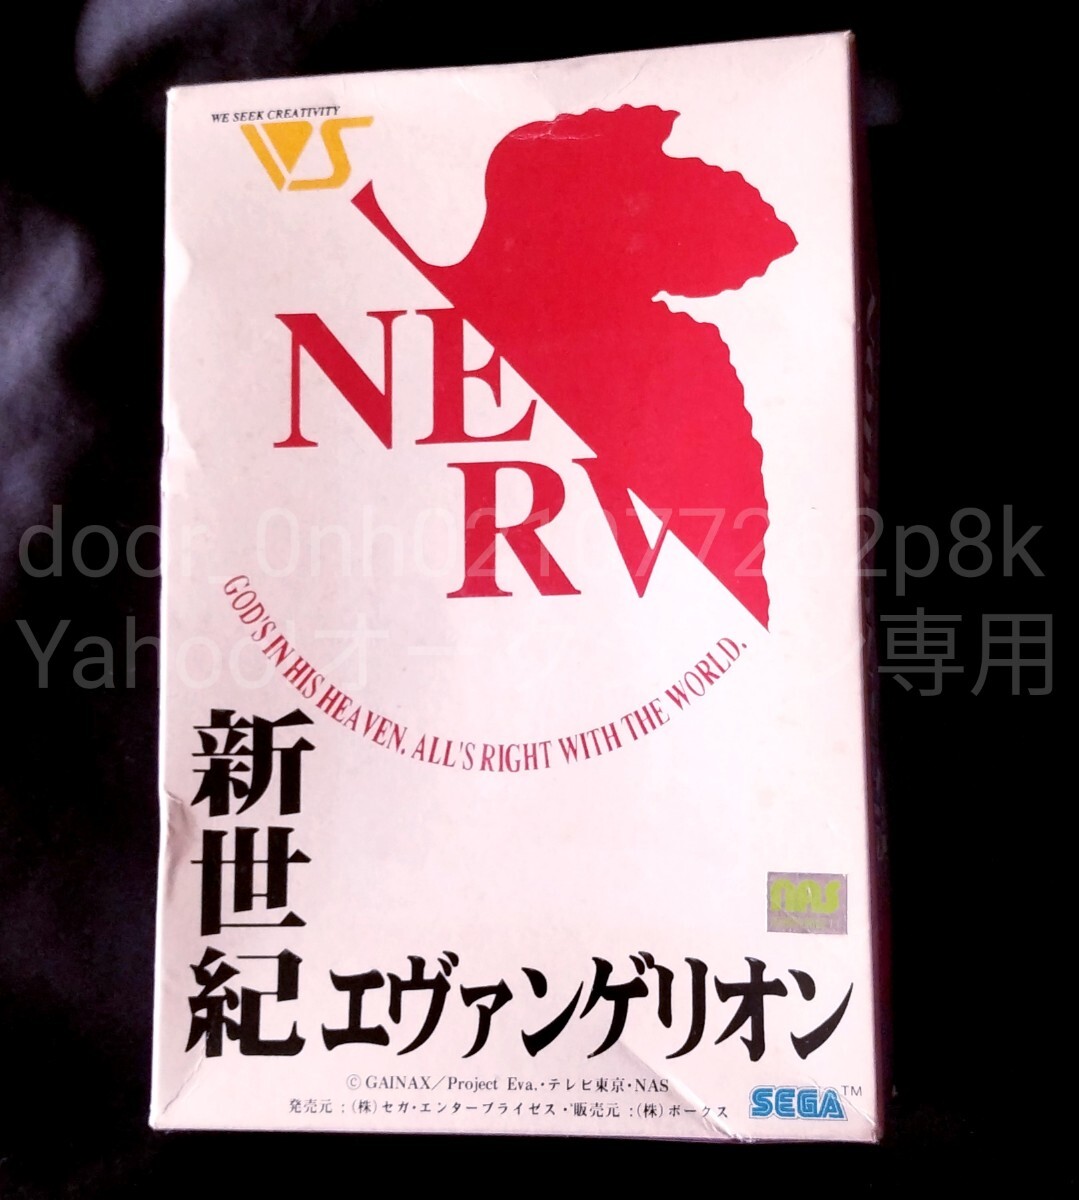 WE SEEK CREATIVITY
VS
NE
RV
GOD'S IN HIS HEAVEN. ALL'S RIGHT WITH THE WORLD.
新世紀
エヴァンゲリオン
NAS
© GAINAX／Project Eva.・テレビ東京・NAS
発売元：(株)セガ・エンタープライゼス・販売元：(株)ボークス
SEGA™